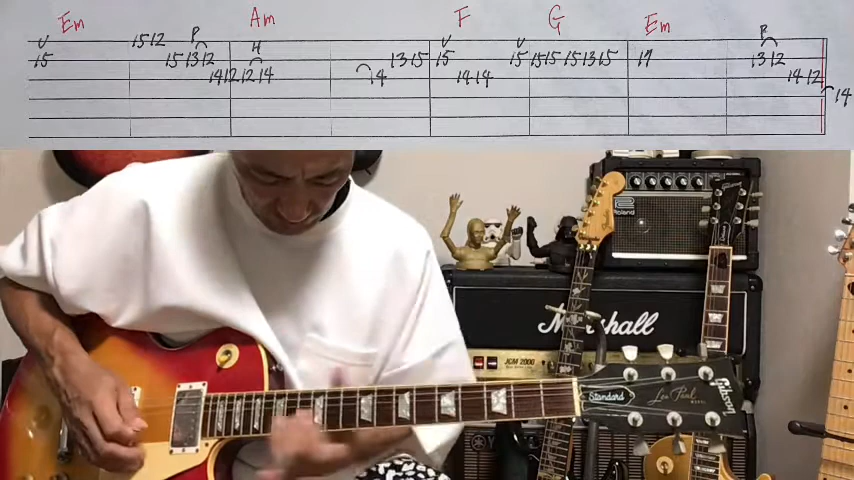 Em Am F G Em
V 15 12 P H V V P
15 15 13 12 13 15 15 15 15 15 15 13 15 17 13 12
14 12 12 14 14 14 14 14 12
14
Roland
Marshall
JCM 2000
Standard
Les Paul
MODEL
Gibson